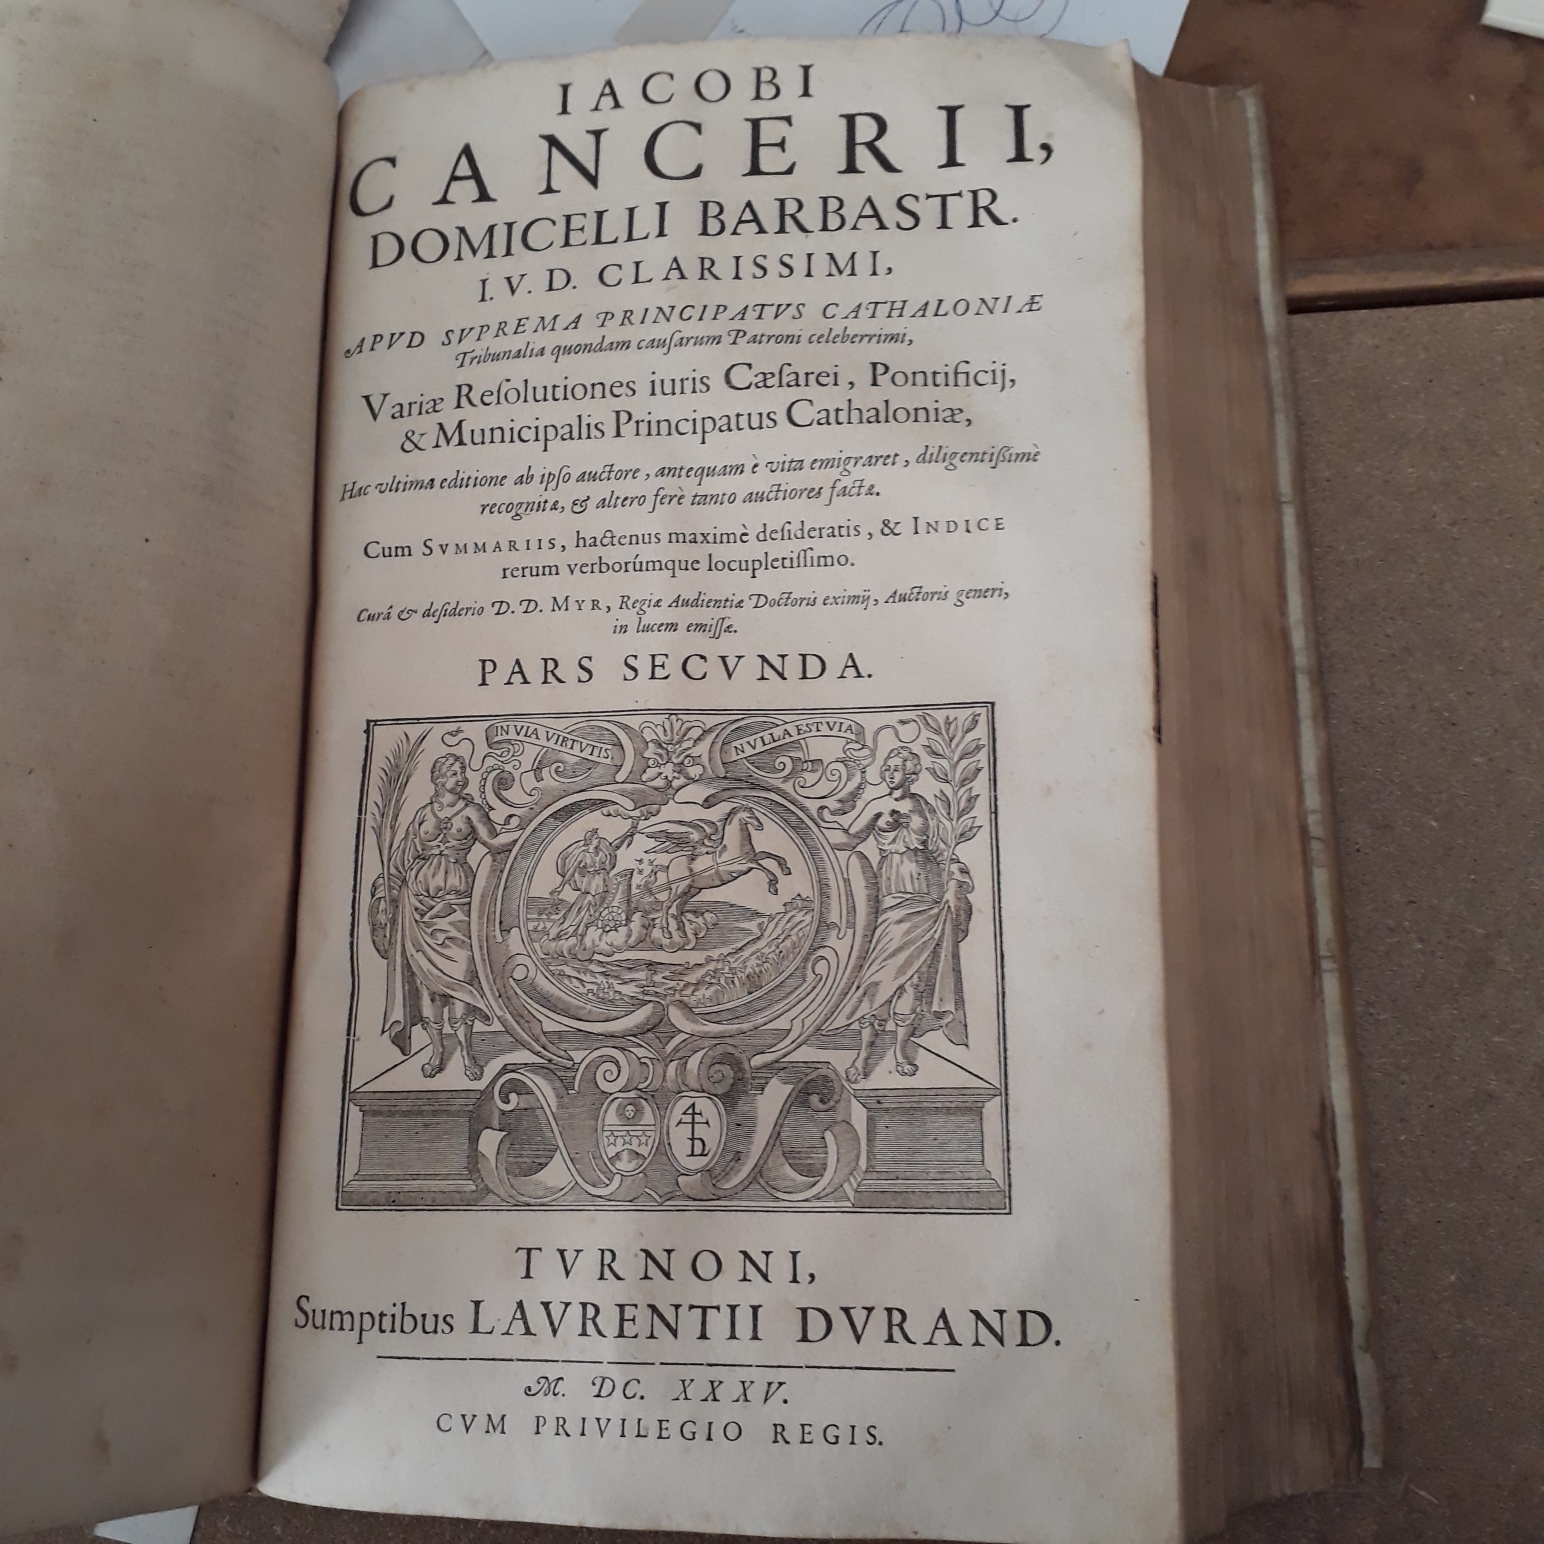 IACOBI
CANCERII,
DOMICELLI BARBASTR.
I. V. D. CLARISSIMI,
APVD SVPREMA PRINCIPATVS CATHALONIÆ
Tribunalia quondam cauſarum Patroni celeberrimi,
Variæ Reſolutiones iuris Cæſarei, Pontificij,
& Municipalis Principatus Cathaloniæ,
Hac vltima editione ab ipſo auctore, antequam è vita emigraret, diligentiſſimè
recognitæ, & altero ferè tanto auctiores factæ.
Cum SVMMARIIS, hactenus maximè deſideratis, & INDICE
rerum verborúmque locupletiſſimo.
Curâ & deſiderio D. D. MYR, Regiæ Audientiæ Doctoris eximij, Auctoris generi,
in lucem emiſſæ.
PARS SECVNDA.
IN VIA VIRTVTIS NVLLA EST VIA
TVRNONI,
Sumptibus LAVRENTII DVRAND.
M. DC. XXXV.
CVM PRIVILEGIO REGIS.